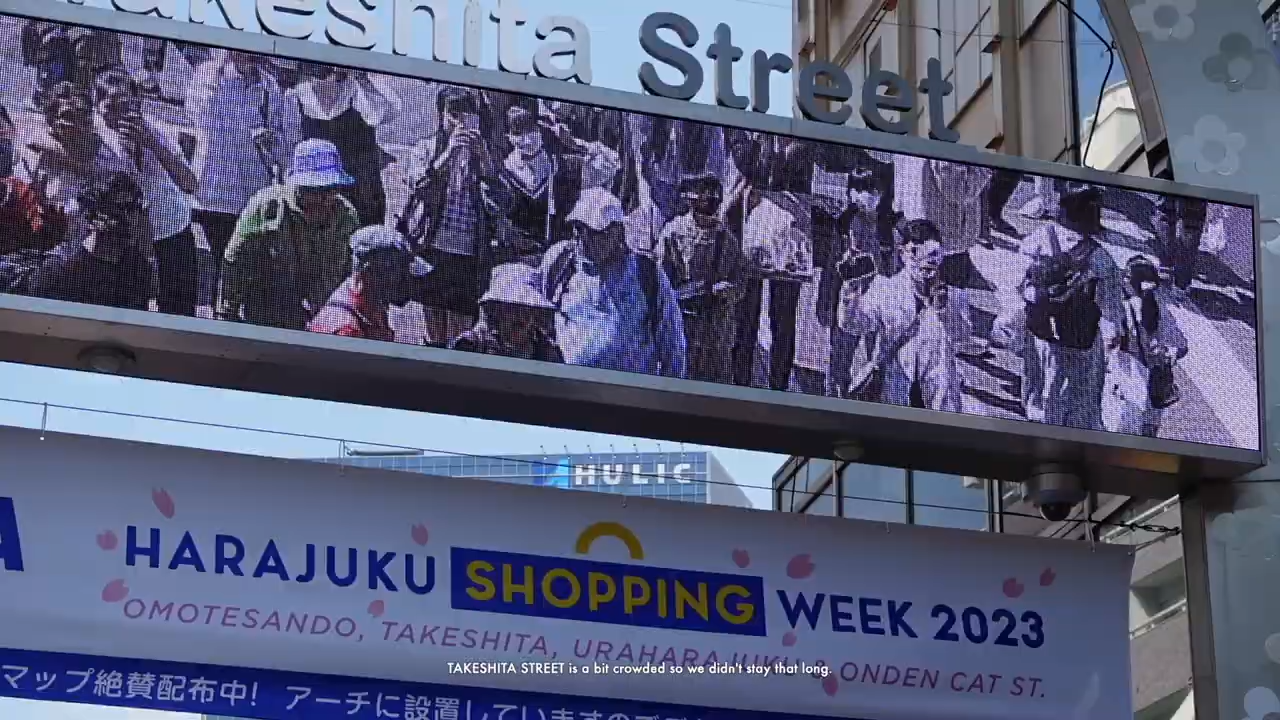 Takeshita Street
HULIC
A
HARAJUKU SHOPPING WEEK 2023
OMOTESANDO, TAKESHITA, URAHARAJUKU & ONDEN CAT ST.
TAKESHITA STREET is a bit crowded so we didn't stay that long.
マップ絶賛配布中! アーチに設置していますの